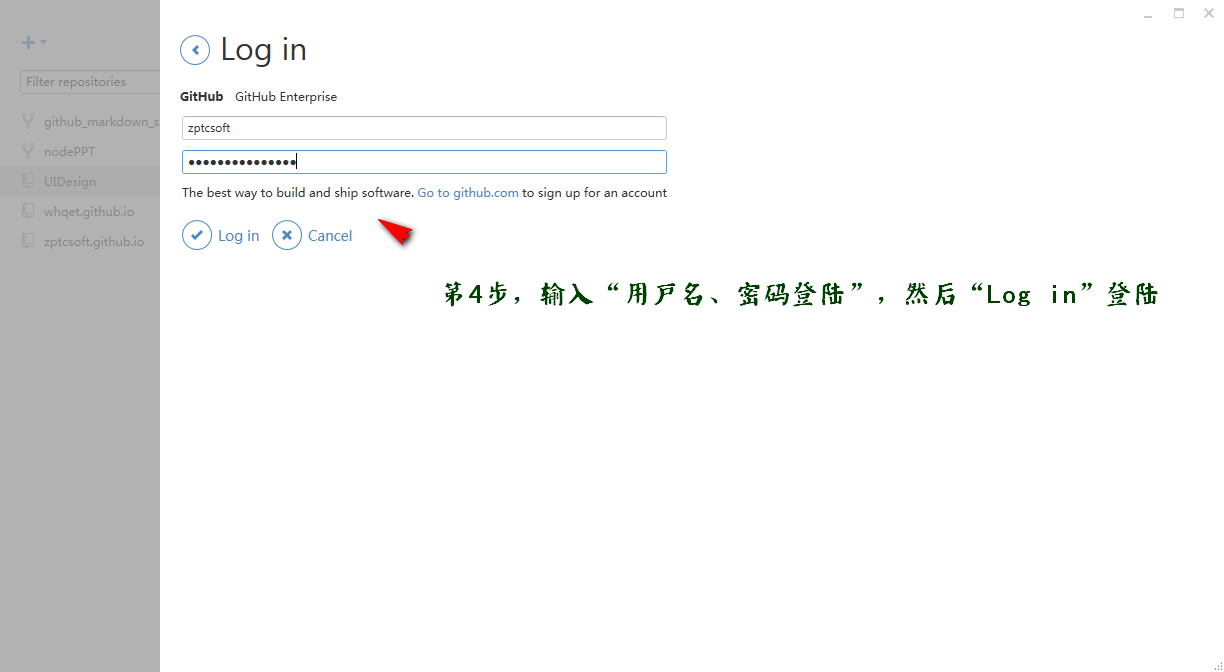 Log in
Filter repositories
GitHub GitHub Enterprise
github_markdown_s
zptcsoft
nodePPT
●●●●●●●●●●●●●●●
UIDesign
The best way to build and ship software. Go to github.com to sign up for an account
whqet.github.io
zptcsoft.github.io
Log in Cancel
第4步，输入“用户名、密码登陆”，然后“Log in”登陆